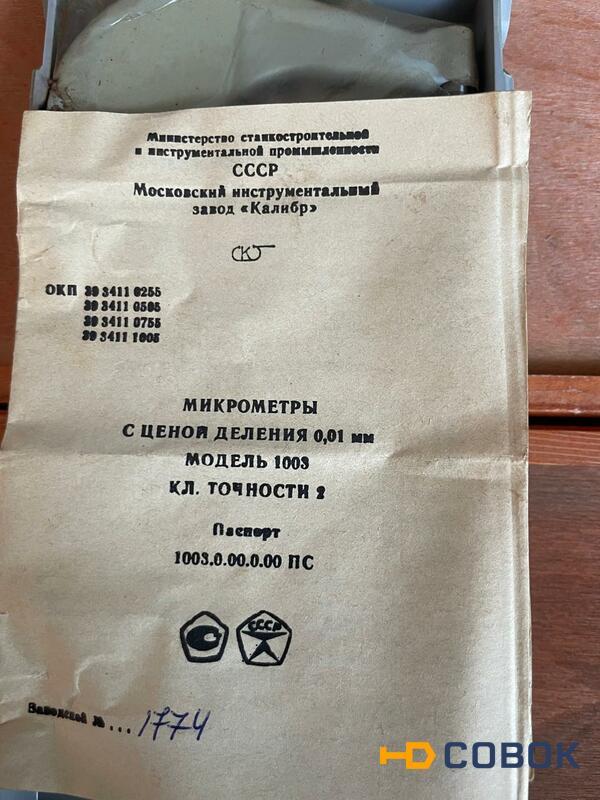 Министерство станкостроительной
и инструментальной промышленности
СССР
Московский инструментальный
завод «Калибр»
ОКП 39 3411 0255
39 3411 0505
39 3411 0755
39 3411 1005
МИКРОМЕТРЫ
С ЦЕНОЙ ДЕЛЕНИЯ 0,01 мм
МОДЕЛЬ 1003
КЛ. ТОЧНОСТИ 2
Паспорт
1003.0.00.0.00 ПС
СССР
Заводской № ... 1774
СОВОК